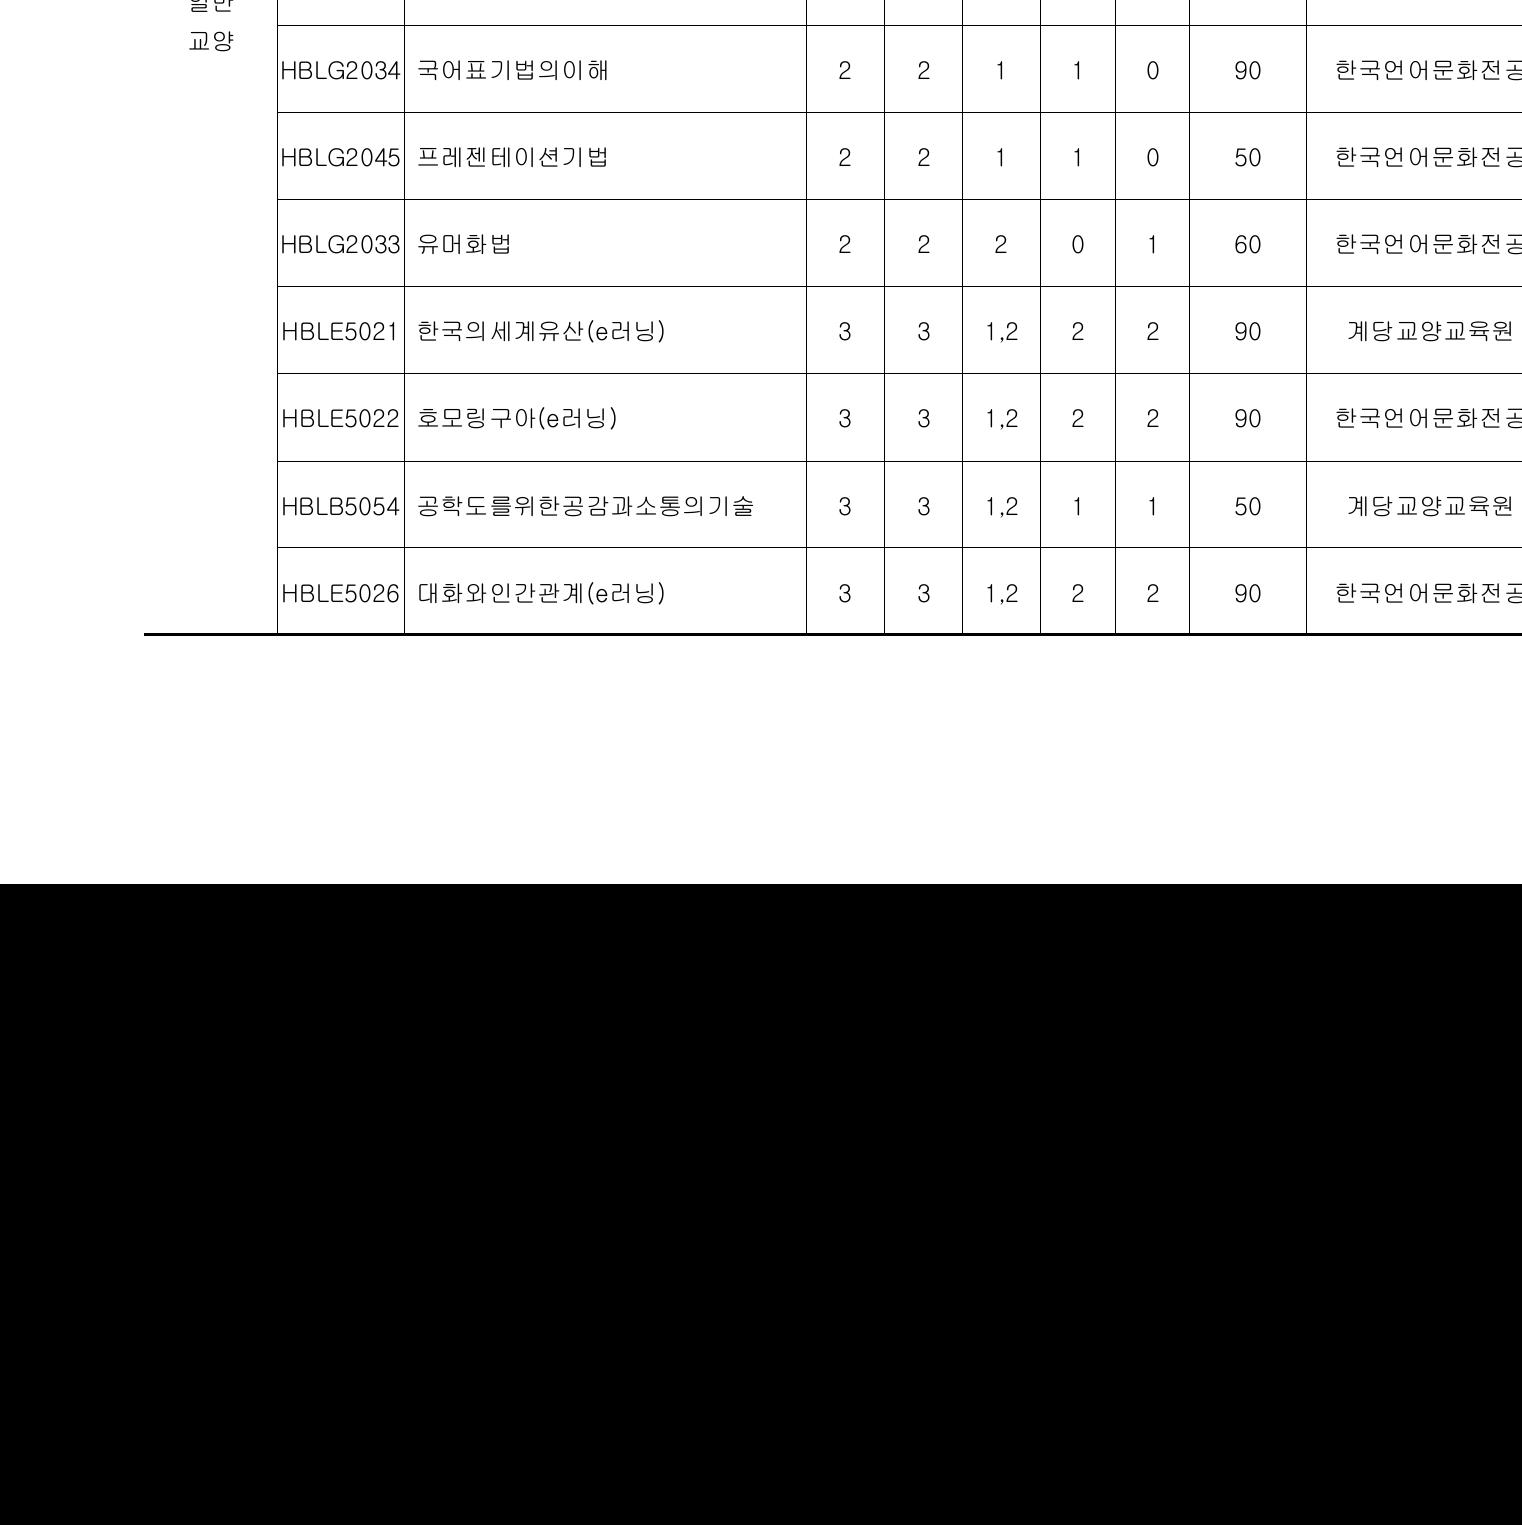 일반
교양
HBLG2034 국어표기법의이해 2 2 1 1 0 90 한국언어문화전공
HBLG2045 프레젠테이션기법 2 2 1 1 0 50 한국언어문화전공
HBLG2033 유머화법 2 2 2 0 1 60 한국언어문화전공
HBLE5021 한국의세계유산(e러닝) 3 3 1,2 2 2 90 계당교양교육원
HBLE5022 호모링구아(e러닝) 3 3 1,2 2 2 90 한국언어문화전공
HBLB5054 공학도를위한공감과소통의기술 3 3 1,2 1 1 50 계당교양교육원
HBLE5026 대화와인간관계(e러닝) 3 3 1,2 2 2 90 한국언어문화전공